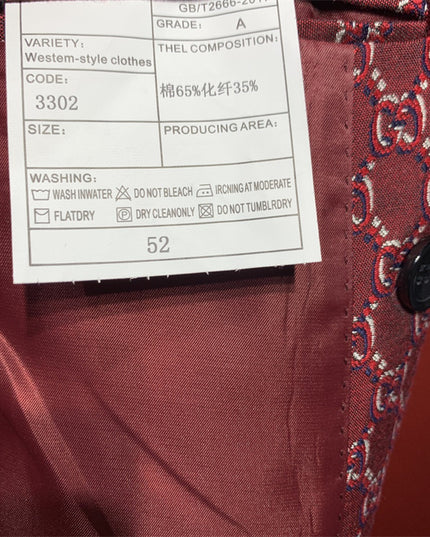 GB/T2666-201
GRADE: A
VARIETY:
Westem-style clothes
THEL COMPOSITION:
棉65%化纤35%
CODE:
3302
SIZE:
PRODUCING AREA:
WASHING:
WASH INWATER DO NOT BLEACH IRCNING AT MODERATE
FLATDRY DRY CLEANONLY DO NOT TUMBLRDRY
52